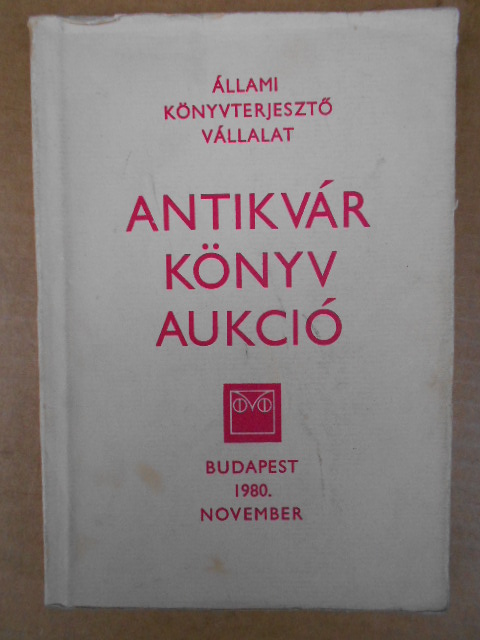 ÁLLAMI
KÖNYVTERJESZTŐ
VÁLLALAT
ANTIKVÁR
KÖNYV
AUKCIÓ
BUDAPEST
1980.
NOVEMBER